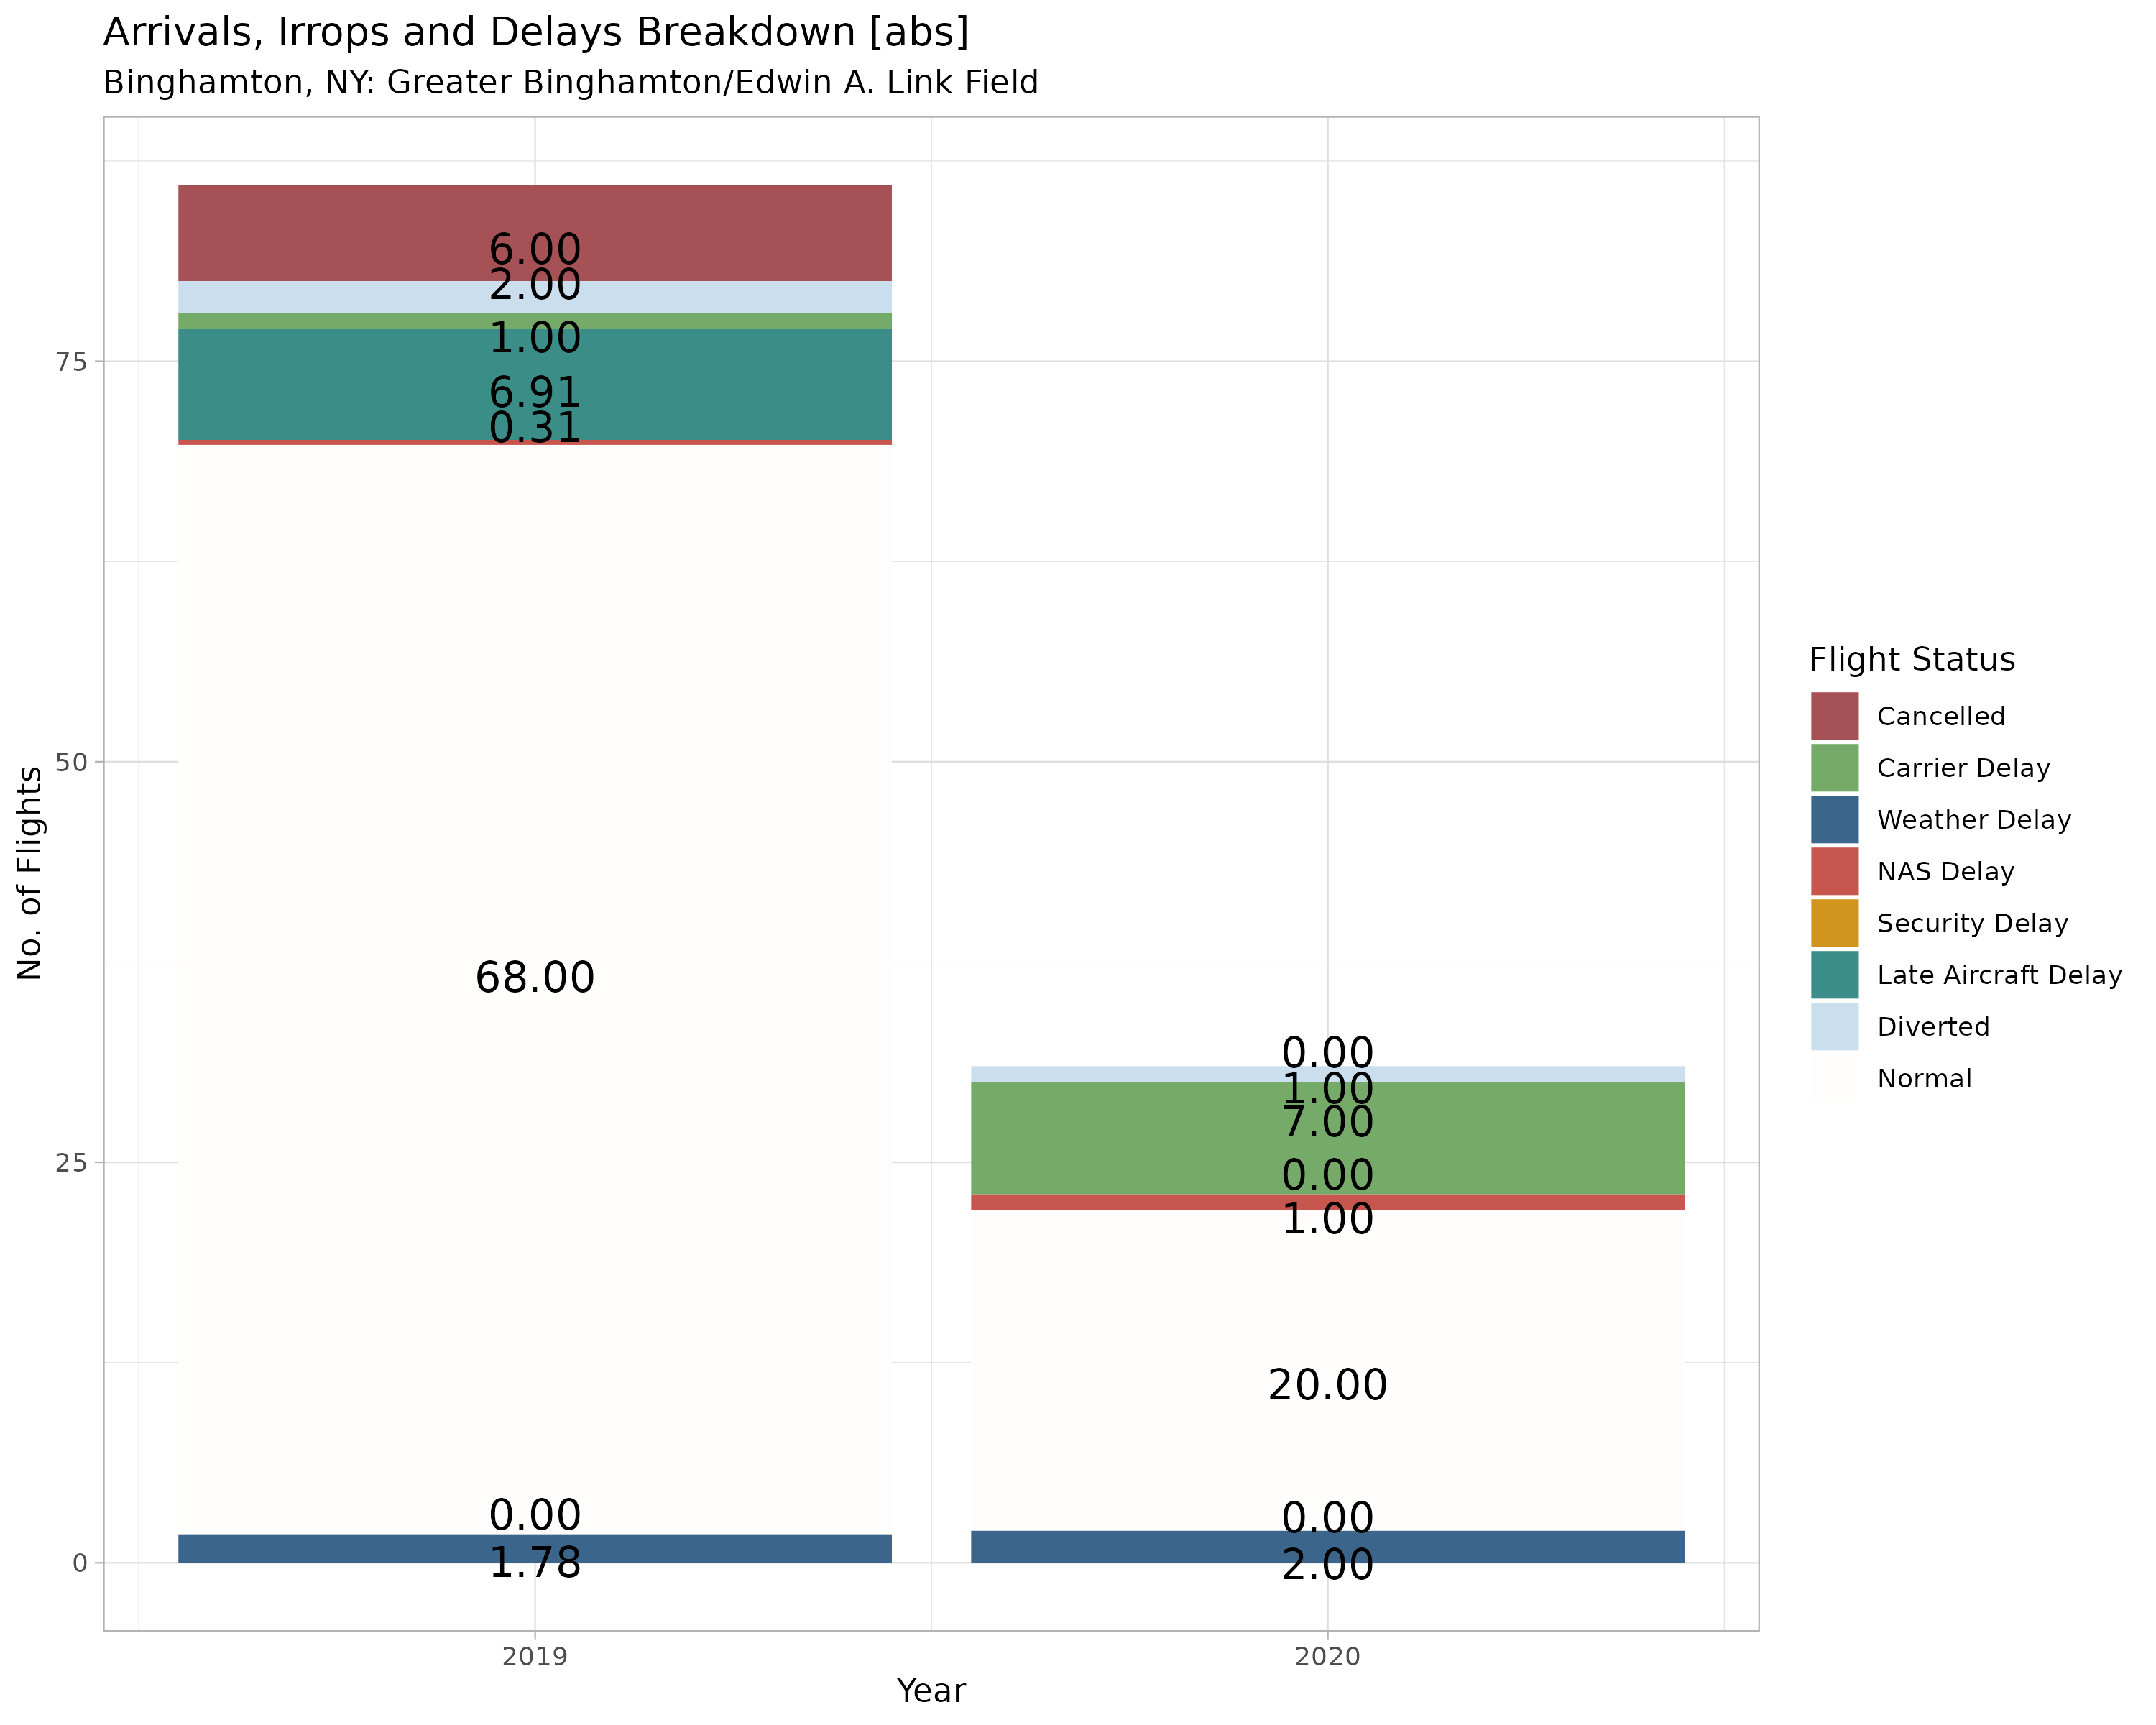 Arrivals, Irrops and Delays Breakdown [abs]
Binghamton, NY: Greater Binghamton/Edwin A. Link Field
No. of Flights
75
50
25
0
6.00
2.00
1.00
6.91
0.31
68.00
0.00
1.78
0.00
1.00
7.00
0.00
1.00
20.00
0.00
2.00
2019
2020
Year
Flight Status
Cancelled
Carrier Delay
Weather Delay
NAS Delay
Security Delay
Late Aircraft Delay
Diverted
Normal